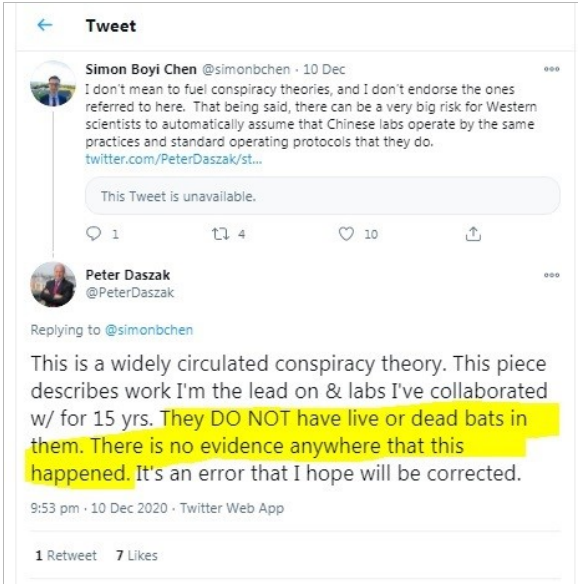 Tweet
Simon Boyi Chen @simonbchen · 10 Dec
I don't mean to fuel conspiracy theories, and I don't endorse the ones
referred to here. That being said, there can be a very big risk for Western
scientists to automatically assume that Chinese labs operate by the same
practices and standard operating protocols that they do.
twitter.com/PeterDaszak/st...
This Tweet is unavailable.
1 4 10
Peter Daszak
@PeterDaszak
Replying to @simonbchen
This is a widely circulated conspiracy theory. This piece
describes work I'm the lead on & labs I've collaborated
w/ for 15 yrs. They DO NOT have live or dead bats in
them. There is no evidence anywhere that this
happened. It's an error that I hope will be corrected.
9:53 pm · 10 Dec 2020 · Twitter Web App
1 Retweet 7 Likes